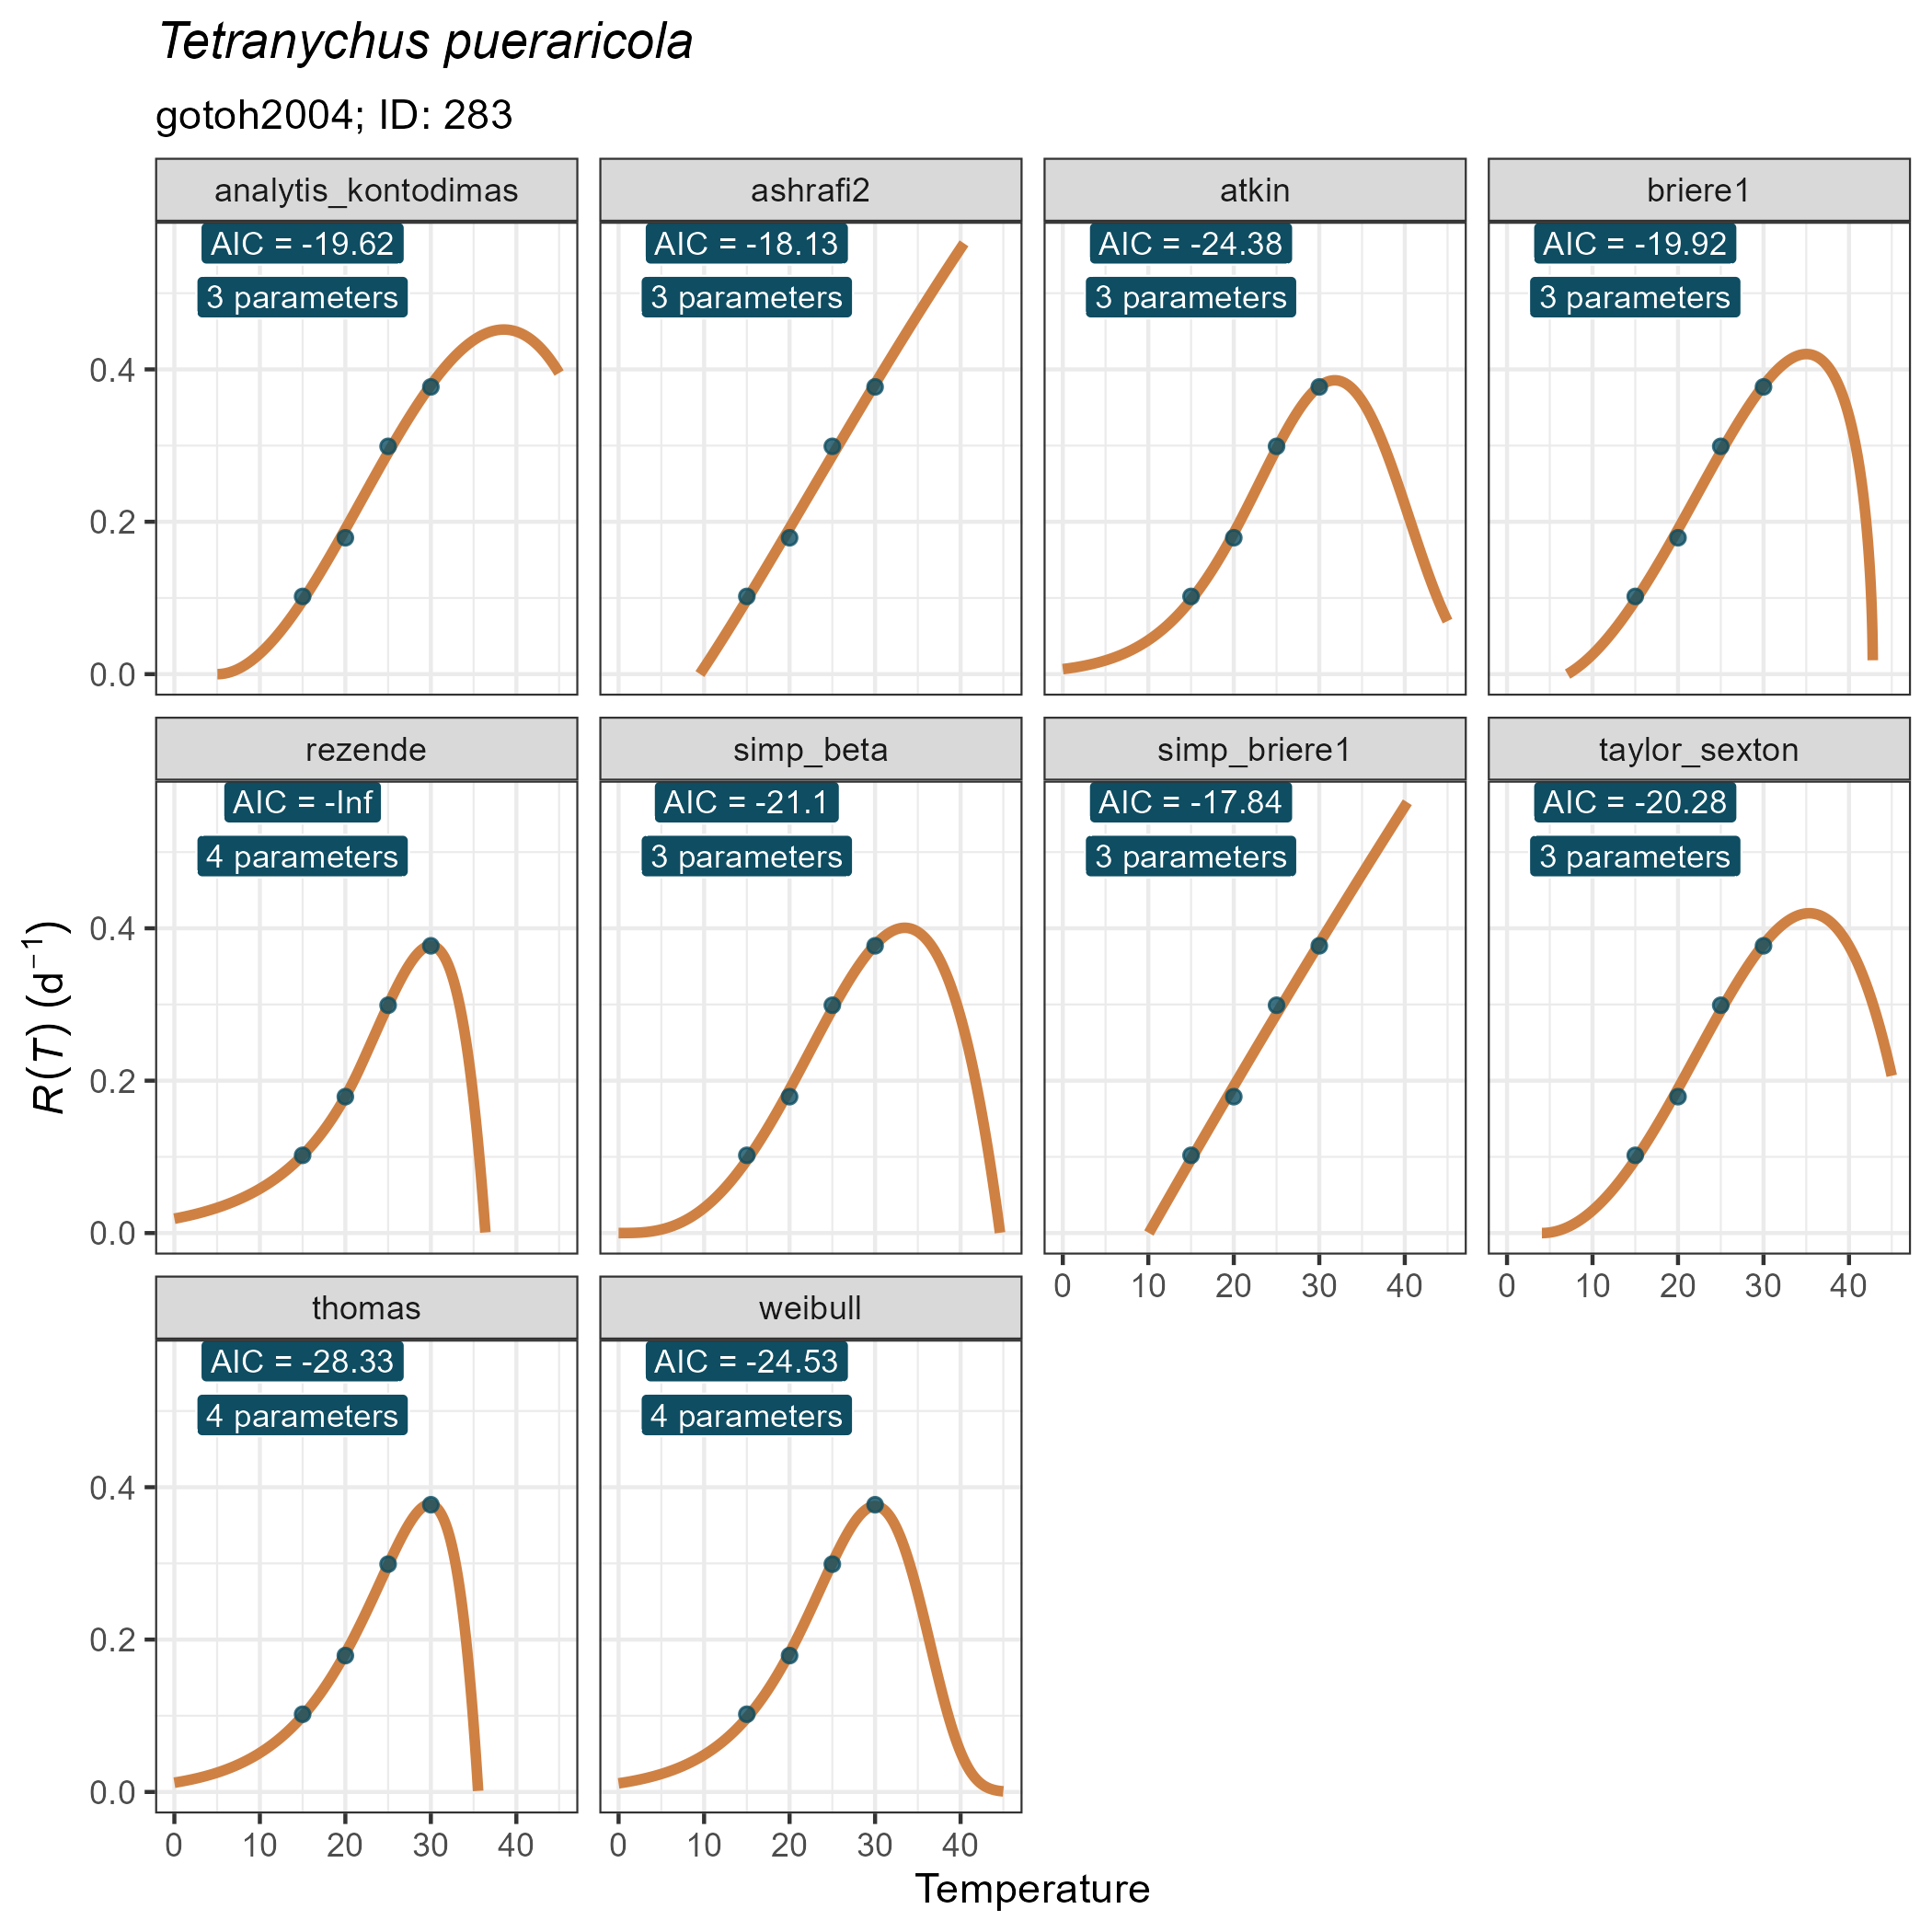 Tetranychus pueraricola
gotoh2004; ID: 283
analytis_kontodimas
ashrafi2
atkin
briere1
AIC = -19.62
3 parameters
AIC = -18.13
3 parameters
AIC = -24.38
3 parameters
AIC = -19.92
3 parameters
0.4
0.2
0.0
rezende
simp_beta
simp_briere1
taylor_sexton
AIC = -Inf
4 parameters
AIC = -21.1
3 parameters
AIC = -17.84
3 parameters
AIC = -20.28
3 parameters
R(T) (d⁻¹)
0.4
0.2
0.0
0 10 20 30 40
0 10 20 30 40
thomas
weibull
AIC = -28.33
4 parameters
AIC = -24.53
4 parameters
0.4
0.2
0.0
0 10 20 30 40
0 10 20 30 40
Temperature